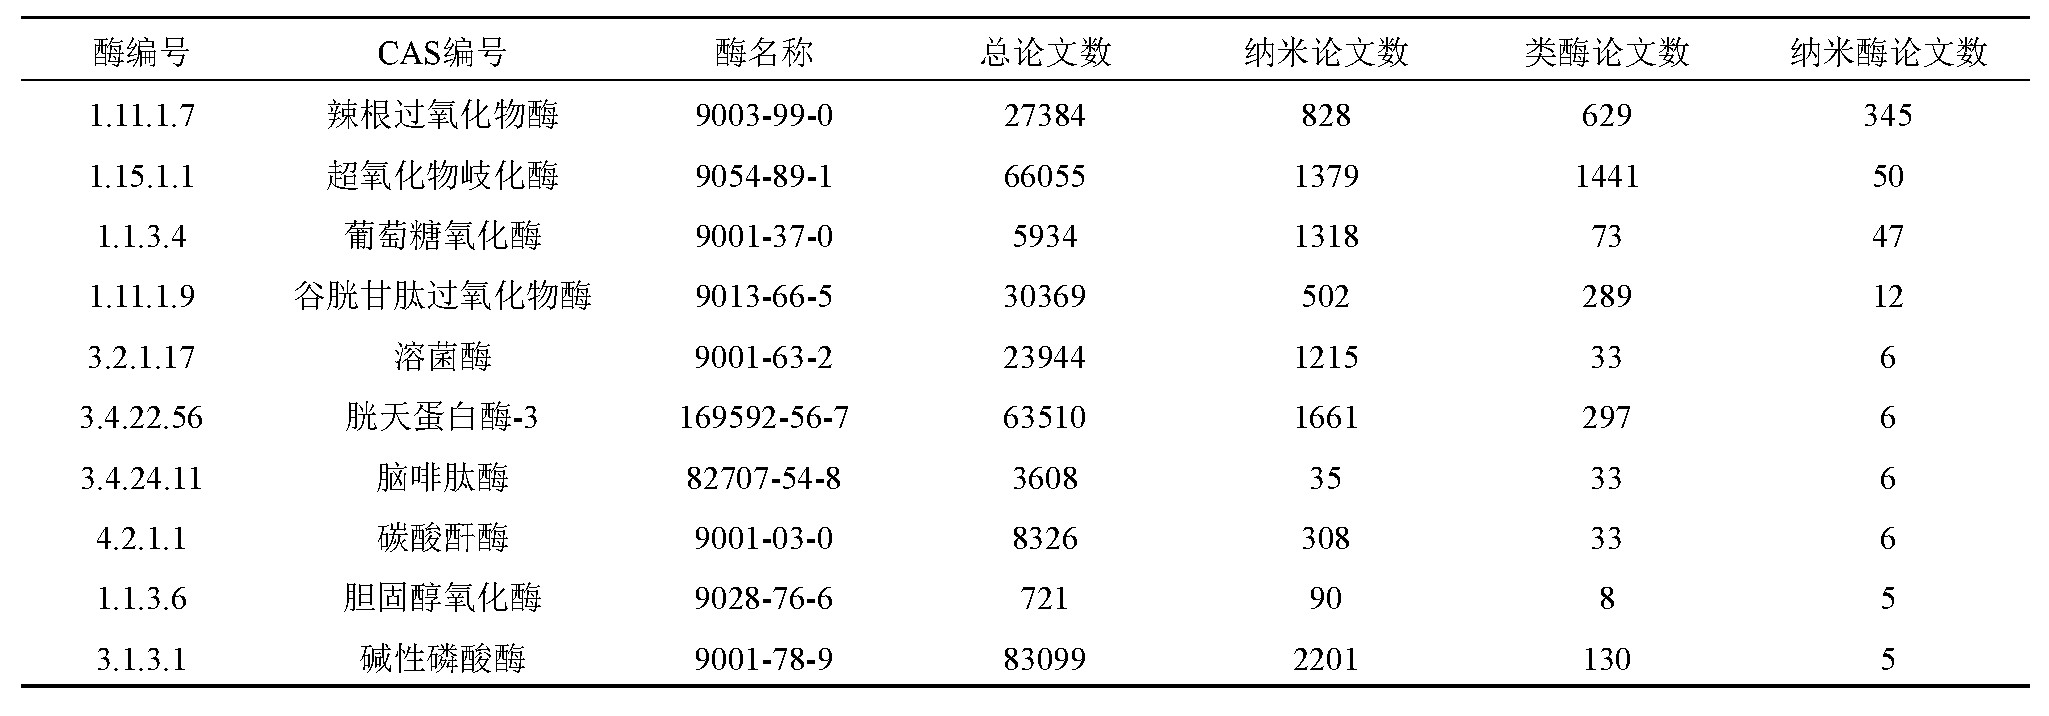 酶编号 CAS编号 酶名称 总论文数 纳米论文数 类酶论文数 纳米酶论文数
1.11.1.7 辣根过氧化物酶 9003-99-0 27384 828 629 345
1.15.1.1 超氧化物岐化酶 9054-89-1 66055 1379 1441 50
1.1.3.4 葡萄糖氧化酶 9001-37-0 5934 1318 73 47
1.11.1.9 谷胱甘肽过氧化物酶 9013-66-5 30369 502 289 12
3.2.1.17 溶菌酶 9001-63-2 23944 1215 33 6
3.4.22.56 胱天蛋白酶-3 169592-56-7 63510 1661 297 6
3.4.24.11 脑啡肽酶 82707-54-8 3608 35 33 6
4.2.1.1 碳酸酐酶 9001-03-0 8326 308 33 6
1.1.3.6 胆固醇氧化酶 9028-76-6 721 90 8 5
3.1.3.1 碱性磷酸酶 9001-78-9 83099 2201 130 5